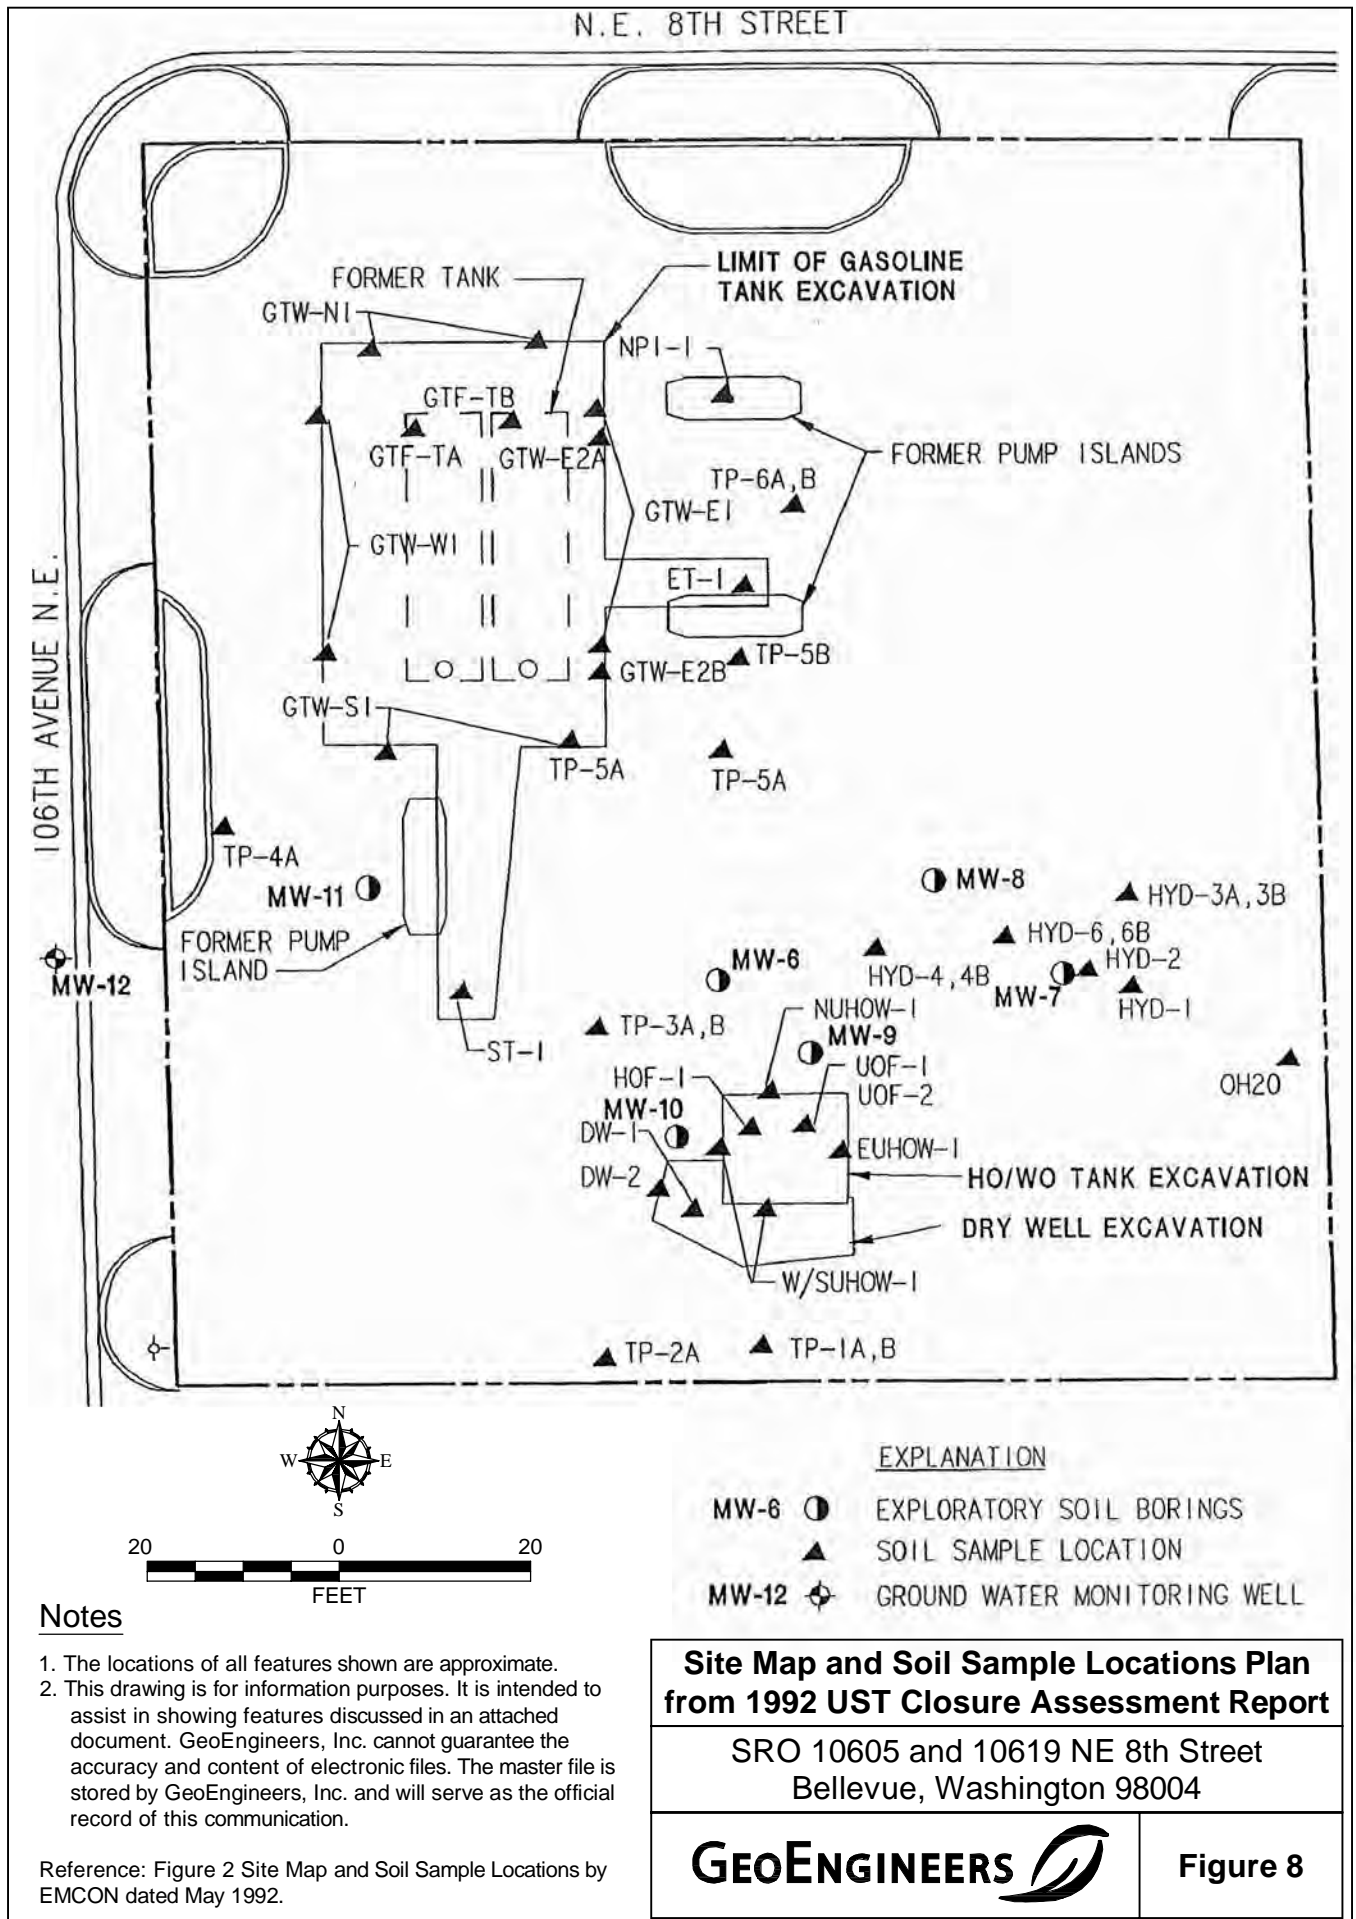 N.E. 8TH STREET
LIMIT OF GASOLINE
TANK EXCAVATION
FORMER TANK
GTW-N1
NP1-1
GTF-TB
GTF-TA
GTW-E2A
FORMER PUMP ISLANDS
TP-6A,B
GTW-E1
GTW-W1
ET-1
106TH AVENUE N.E.
TP-5B
GTW-E2B
GTW-S1
TP-5A
TP-5A
TP-4A
MW-11
MW-8
HYD-3A,3B
FORMER PUMP
ISLAND
HYD-6,6B
MW-6
HYD-2
HYD-4,4B
MW-7
MW-12
HYD-1
NUHOW-1
TP-3A,B
MW-9
ST-1
UOF-1
UOF-2
HOF-1
OH20
MW-10
DW-1
EUHOW-1
DW-2
HO/WO TANK EXCAVATION
DRY WELL EXCAVATION
W/SUHOW-1
TP-2A
TP-1A,B
N
W
E
S
20 0 20
FEET
EXPLANATION
MW-6 EXPLORATORY SOIL BORINGS
SOIL SAMPLE LOCATION
MW-12 GROUND WATER MONITORING WELL
Notes
1. The locations of all features shown are approximate.
2. This drawing is for information purposes. It is intended to
assist in showing features discussed in an attached
document. GeoEngineers, Inc. cannot guarantee the
accuracy and content of electronic files. The master file is
stored by GeoEngineers, Inc. and will serve as the official
record of this communication.
Reference: Figure 2 Site Map and Soil Sample Locations by
EMCON dated May 1992.
Site Map and Soil Sample Locations Plan
from 1992 UST Closure Assessment Report
SRO 10605 and 10619 NE 8th Street
Bellevue, Washington 98004
GEOENGINEERS
Figure 8